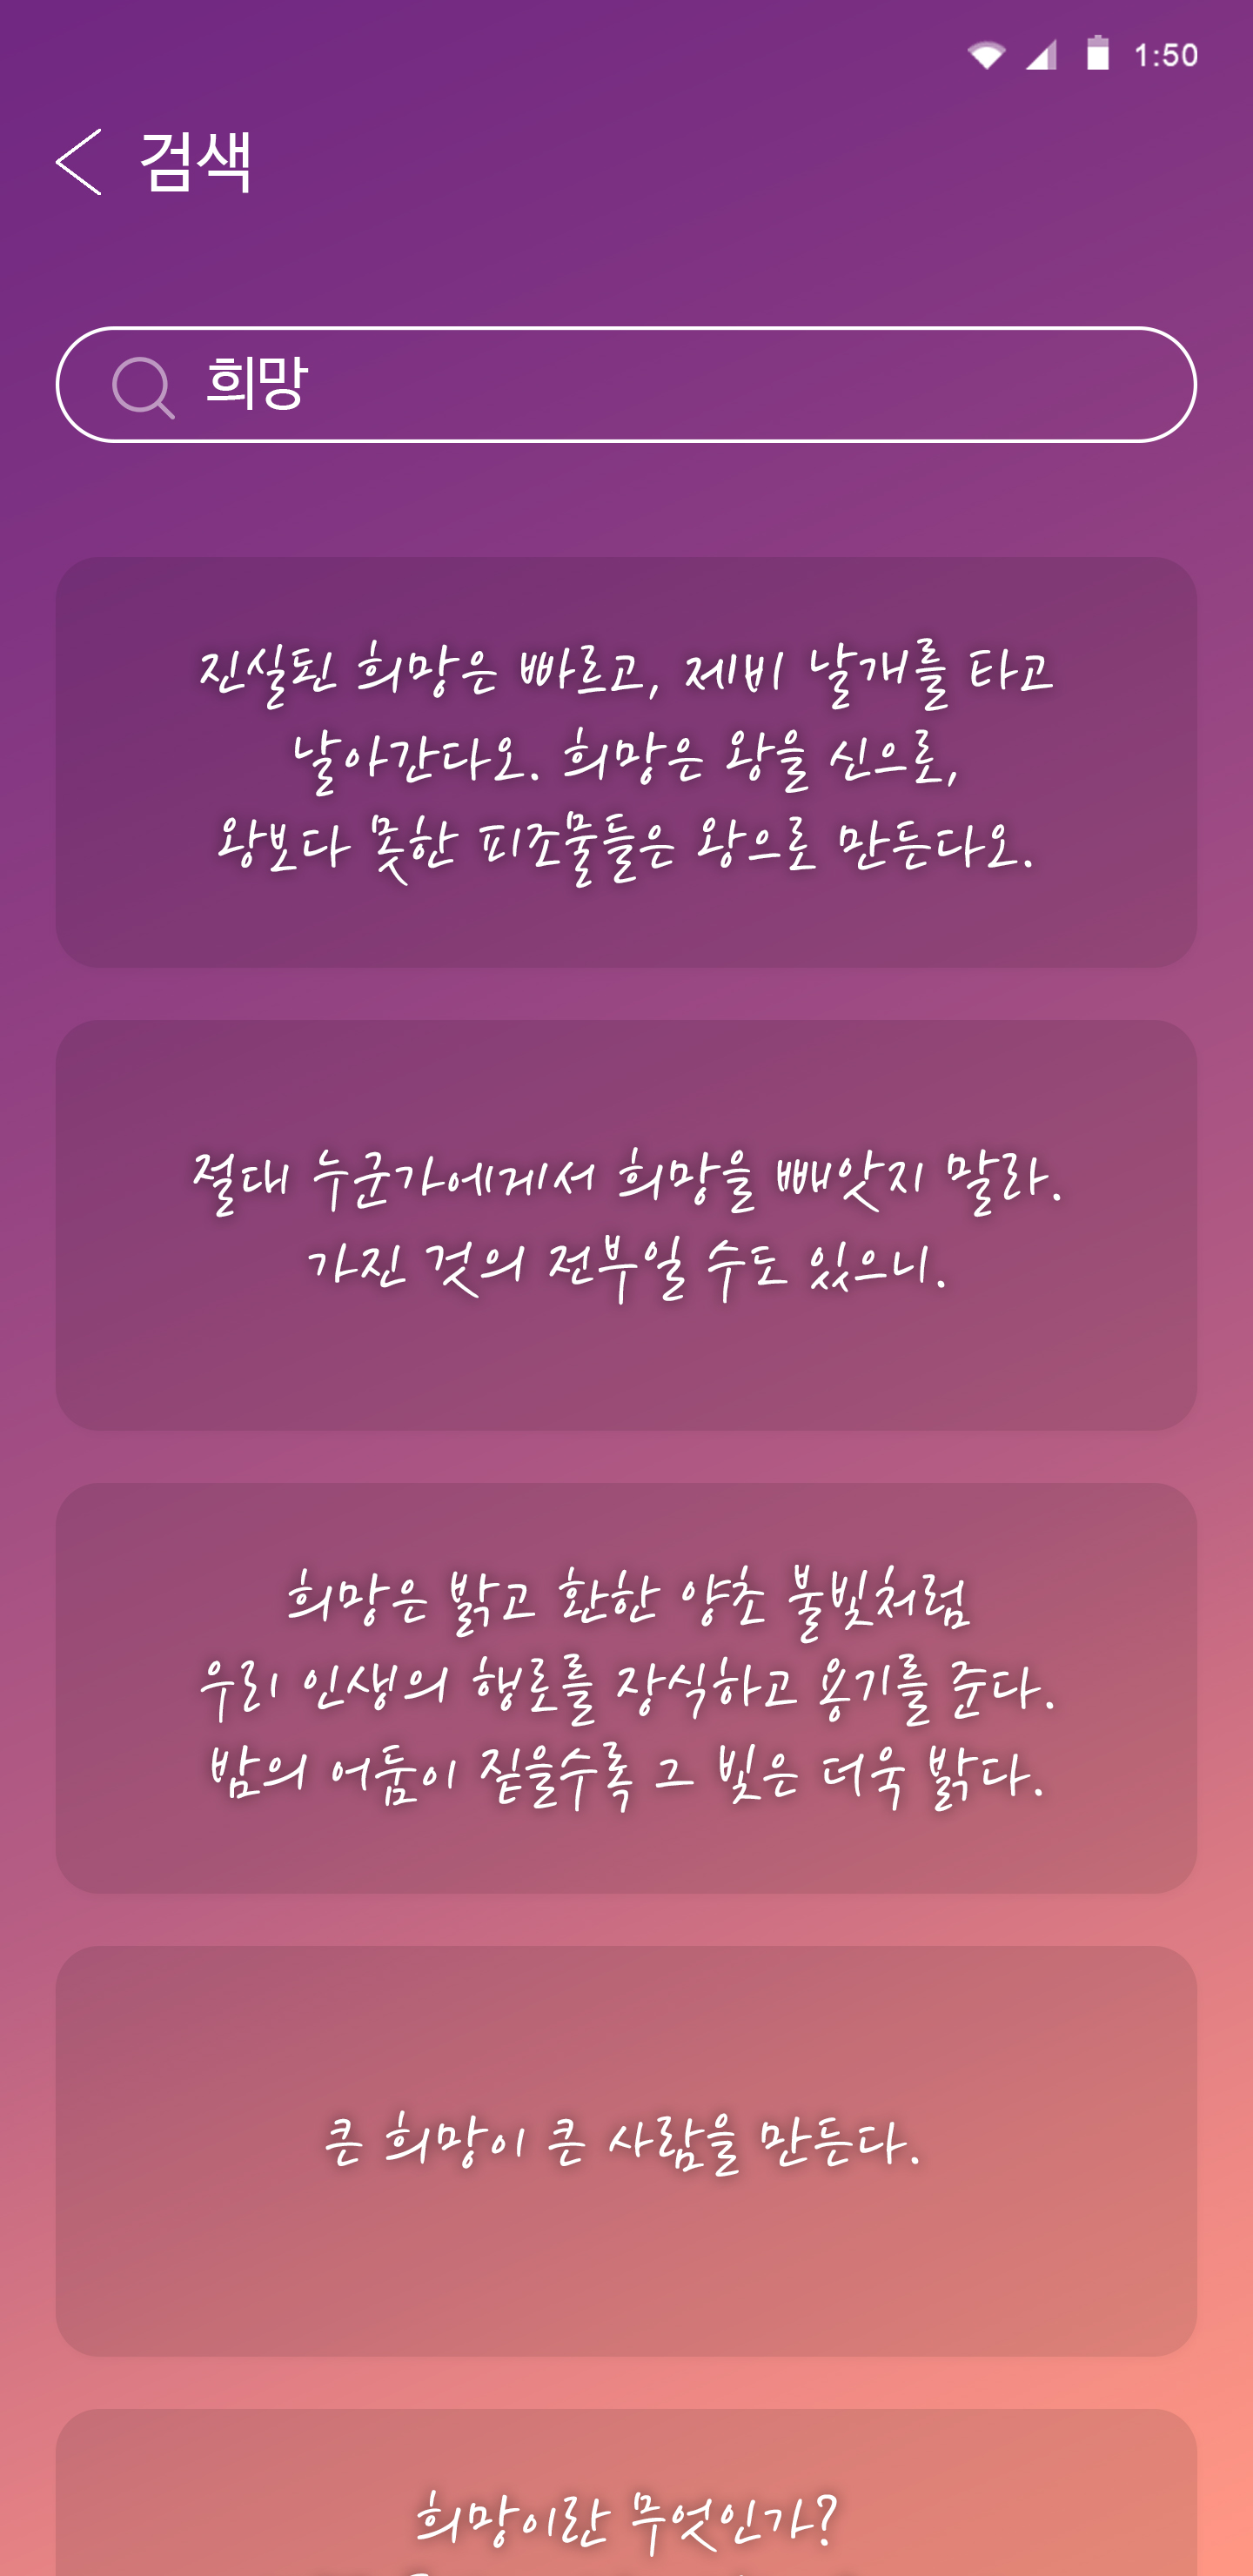 1:50
검색
희망
진실된 희망은 빠르고, 제비 날개를 타고
날아간다오. 희망은 왕을 신으로,
왕보다 못한 피조물들은 왕으로 만든다오.
절대 누군가에게서 희망을 빼앗지 말라.
가진 것의 전부일 수도 있으니.
희망은 밝고 환한 양초 불빛처럼
우리 인생의 행로를 장식하고 용기를 준다.
밤의 어둠이 짙을수록 그 빛은 더욱 밝다.
큰 희망이 큰 사람을 만든다.
희망이란 무엇인가?